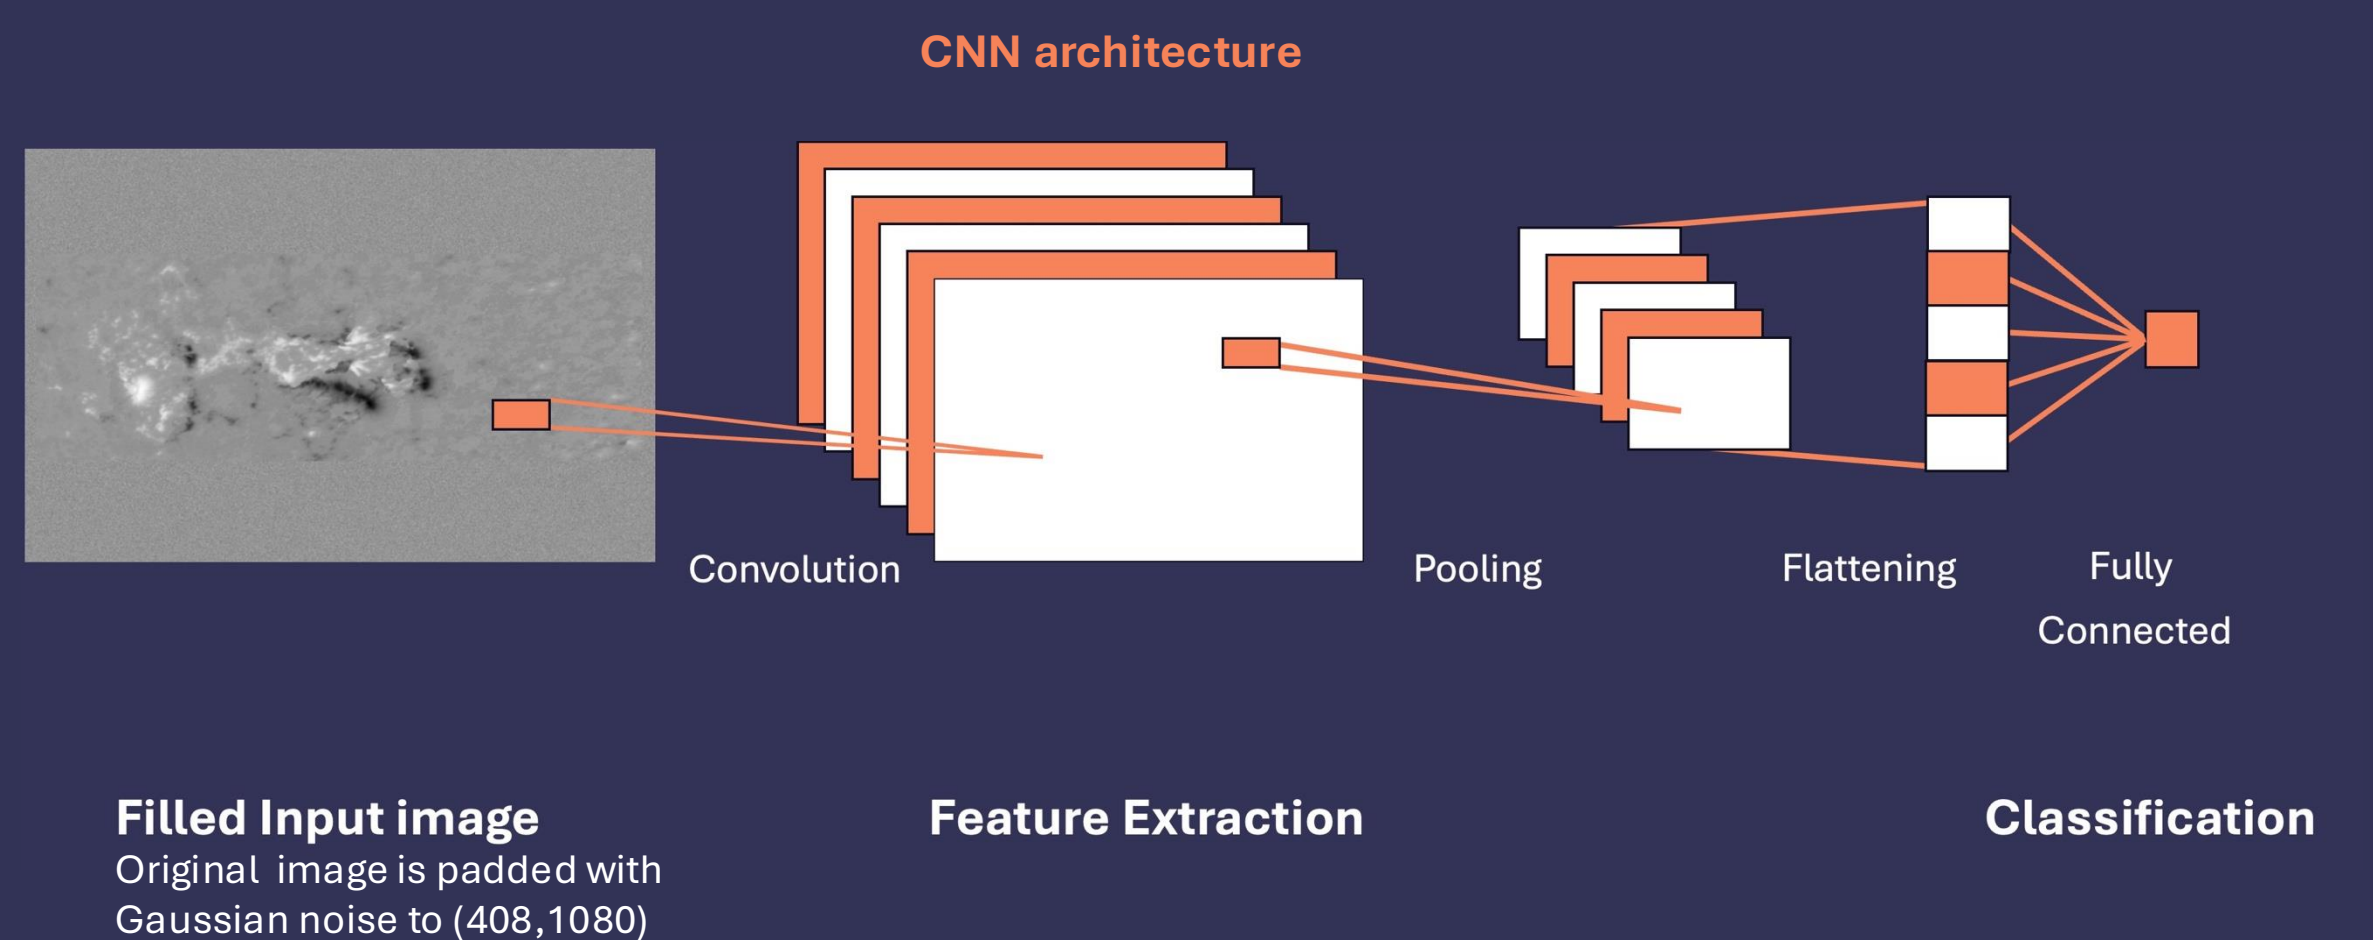 CNN architecture
Convolution
Pooling
Flattening
Fully
Connected
Filled Input image
Original image is padded with
Gaussian noise to (408,1080)
Feature Extraction
Classification